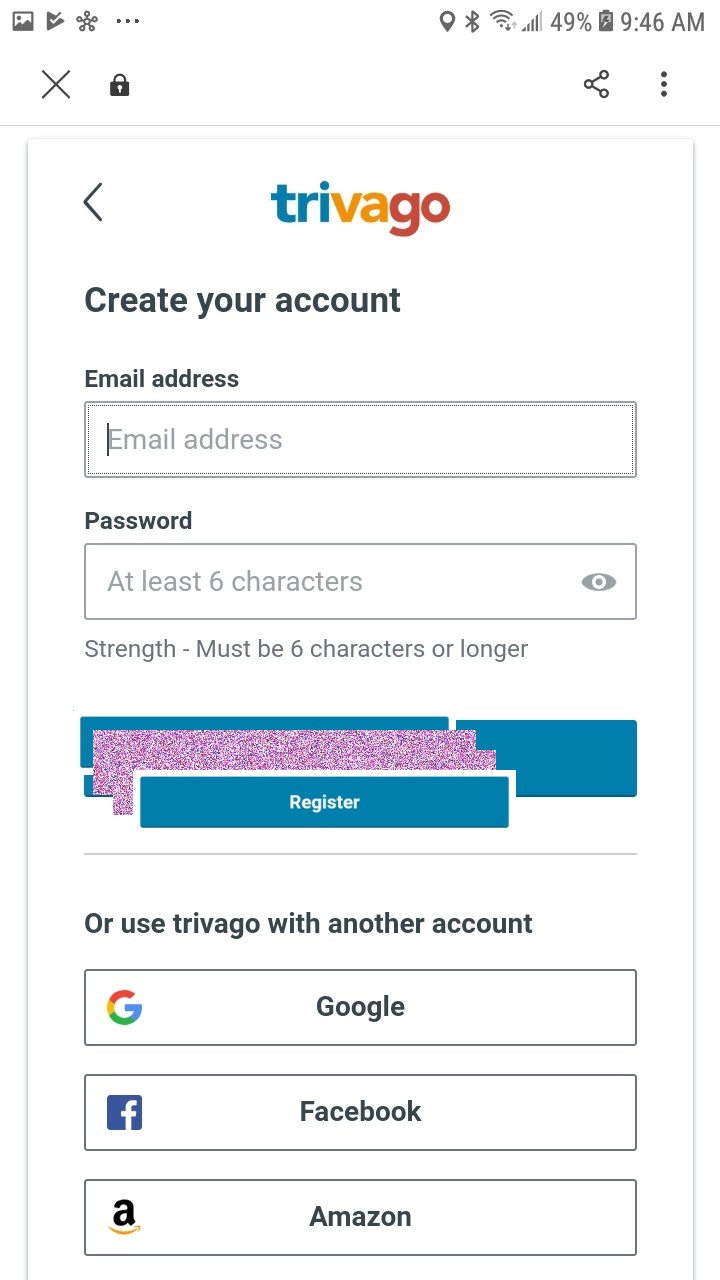 49% 9:46 AM
trivago
Create your account
Email address
Email address
Password
At least 6 characters
Strength - Must be 6 characters or longer
Register
Or use trivago with another account
Google
Facebook
Amazon